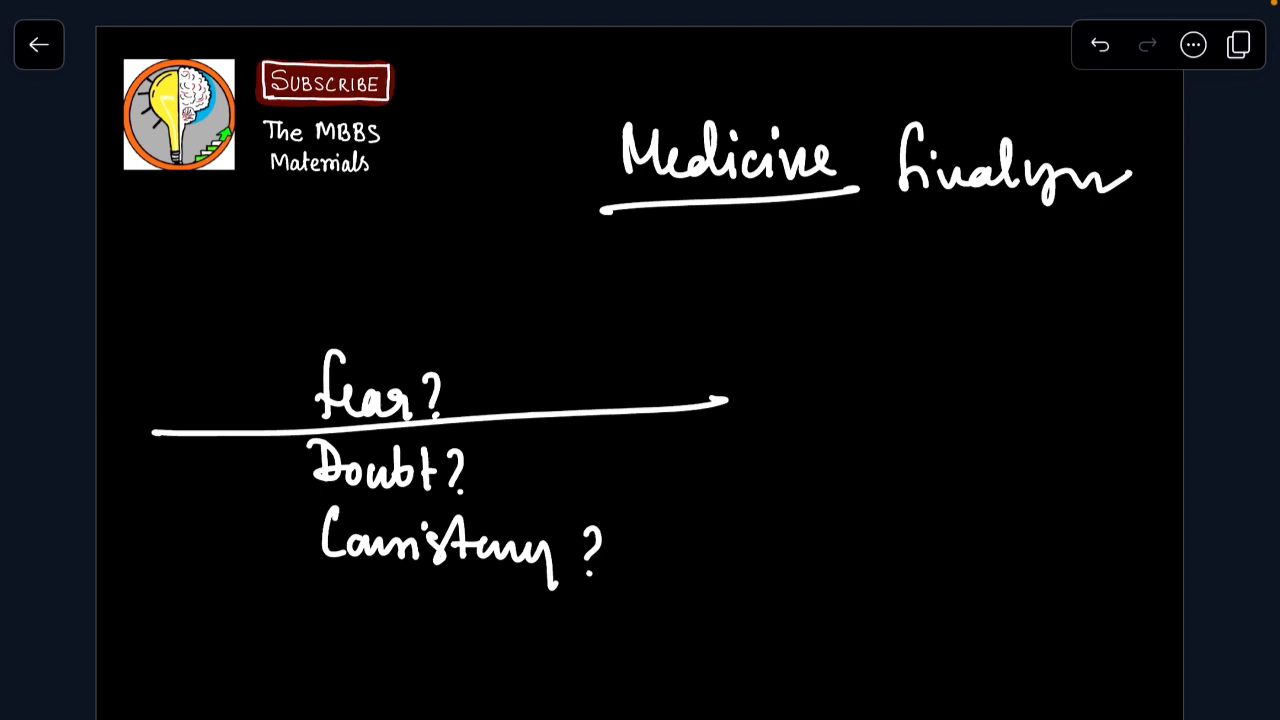 SUBSCRIBE
The MBBS
Materials
Medicine finalyr
fear?
Doubt?
Consistency ?